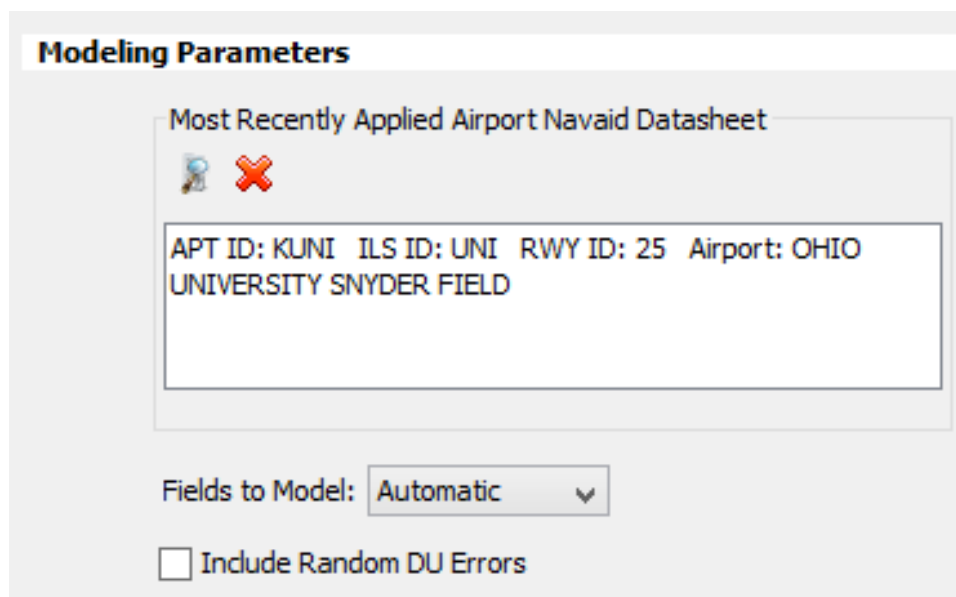 Modeling Parameters
Most Recently Applied Airport Navaid Datasheet
APT ID: KUNI   ILS ID: UNI   RWY ID: 25   Airport: OHIO
UNIVERSITY SNYDER FIELD
Fields to Model: Automatic
Include Random DU Errors